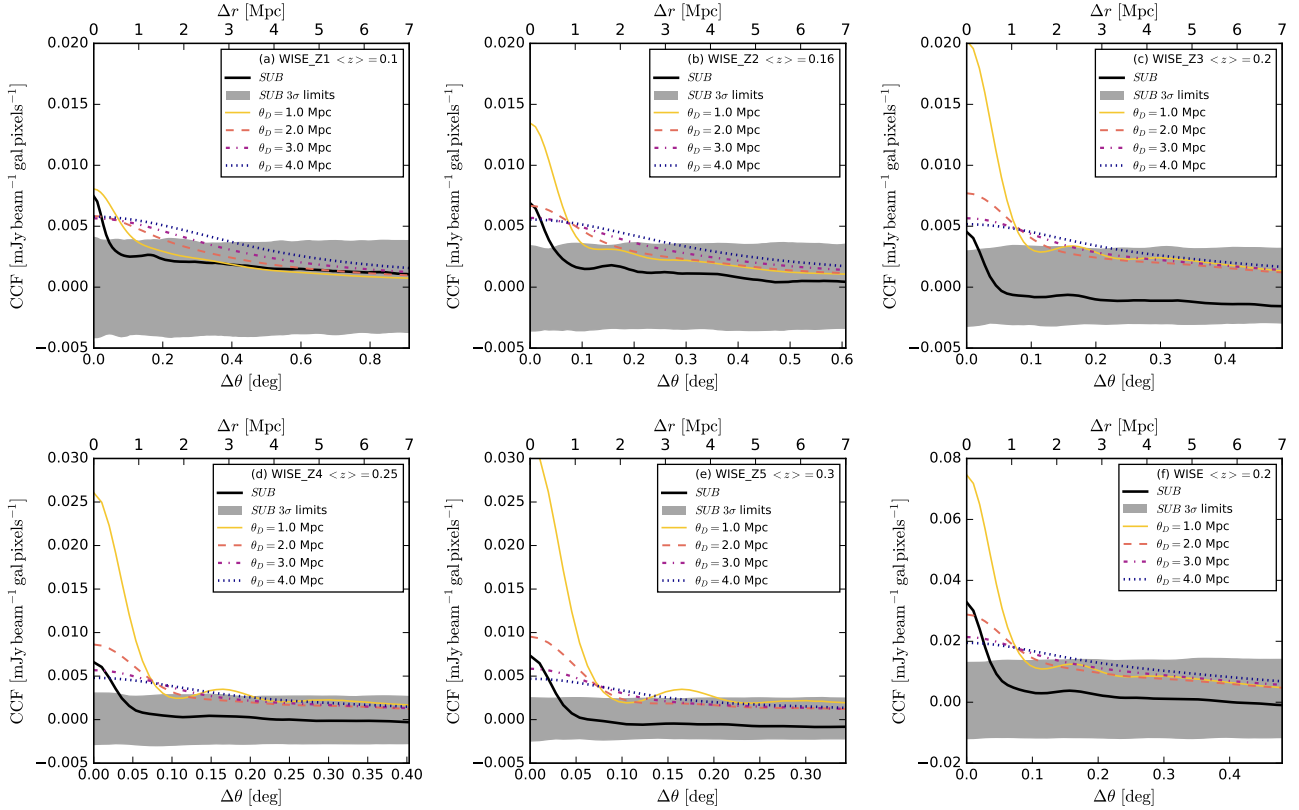 Δr [Mpc]
0 1 2 3 4 5 6 7
0.020
0.015
0.010
0.005
0.000
−0.005
CCF [mJy beam⁻¹ gal pixels⁻¹]
(a) WISE_Z1 <z>=0.1
SUB
SUB 3σ limits
θ_D = 1.0 Mpc
θ_D = 2.0 Mpc
θ_D = 3.0 Mpc
θ_D = 4.0 Mpc
0.0 0.2 0.4 0.6 0.8
Δθ [deg]
Δr [Mpc]
0 1 2 3 4 5 6 7
0.020
0.015
0.010
0.005
0.000
−0.005
CCF [mJy beam⁻¹ gal pixels⁻¹]
(b) WISE_Z2 <z>=0.16
SUB
SUB 3σ limits
θ_D = 1.0 Mpc
θ_D = 2.0 Mpc
θ_D = 3.0 Mpc
θ_D = 4.0 Mpc
0.0 0.1 0.2 0.3 0.4 0.5 0.6
Δθ [deg]
Δr [Mpc]
0 1 2 3 4 5 6 7
0.020
0.015
0.010
0.005
0.000
−0.005
CCF [mJy beam⁻¹ gal pixels⁻¹]
(c) WISE_Z3 <z>=0.2
SUB
SUB 3σ limits
θ_D = 1.0 Mpc
θ_D = 2.0 Mpc
θ_D = 3.0 Mpc
θ_D = 4.0 Mpc
0.0 0.1 0.2 0.3 0.4
Δθ [deg]
Δr [Mpc]
0 1 2 3 4 5 6 7
0.030
0.025
0.020
0.015
0.010
0.005
0.000
−0.005
CCF [mJy beam⁻¹ gal pixels⁻¹]
(d) WISE_Z4 <z>=0.25
SUB
SUB 3σ limits
θ_D = 1.0 Mpc
θ_D = 2.0 Mpc
θ_D = 3.0 Mpc
θ_D = 4.0 Mpc
0.00 0.05 0.10 0.15 0.20 0.25 0.30 0.35 0.40
Δθ [deg]
Δr [Mpc]
0 1 2 3 4 5 6 7
0.030
0.025
0.020
0.015
0.010
0.005
0.000
−0.005
CCF [mJy beam⁻¹ gal pixels⁻¹]
(e) WISE_Z5 <z>=0.3
SUB
SUB 3σ limits
θ_D = 1.0 Mpc
θ_D = 2.0 Mpc
θ_D = 3.0 Mpc
θ_D = 4.0 Mpc
0.00 0.05 0.10 0.15 0.20 0.25 0.30
Δθ [deg]
Δr [Mpc]
0 1 2 3 4 5 6 7
0.08
0.06
0.04
0.02
0.00
−0.02
CCF [mJy beam⁻¹ gal pixels⁻¹]
(f) WISE <z>=0.2
SUB
SUB 3σ limits
θ_D = 1.0 Mpc
θ_D = 2.0 Mpc
θ_D = 3.0 Mpc
θ_D = 4.0 Mpc
0.0 0.1 0.2 0.3 0.4
Δθ [deg]